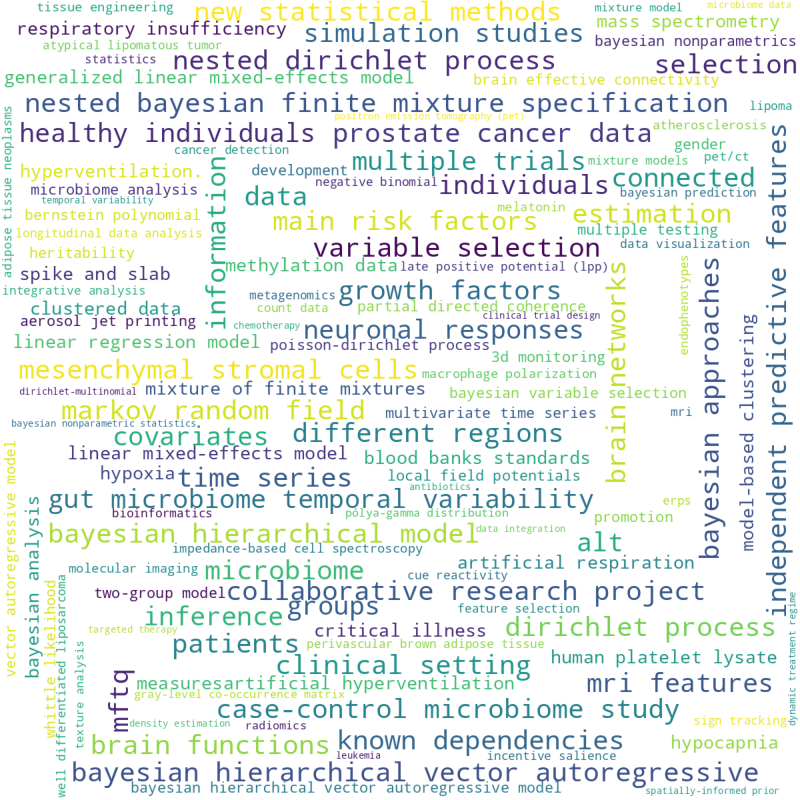 tissue engineering
new statistical methods
mixture model
microbiome data
respiratory insufficiency
simulation studies
mass spectrometry
atypical lipomatous tumor
bayesian nonparametrics
statistics
nested dirichlet process
selection
generalized linear mixed-effects model
brain effective connectivity
nested bayesian finite mixture specification
lipoma
positron emission tomography (pet)
healthy individuals prostate cancer data
atherosclerosis
adipose tissue neoplasms
cancer detection
gender
information
multiple trials
mixture models
pet/ct
independent predictive features
hyperventilation.
development
negative binomial
individuals
connected
microbiome analysis
data
bayesian prediction
temporal variability
bernstein polynomial
main risk factors
melatonin
estimation
longitudinal data analysis
multiple testing
heritability
variable selection
data visualization
spike and slab
methylation data
late positive potential (lpp)
brain networks
endophenotypes
bayesian approaches
integrative analysis
metagenomics
growth factors
clustered data
count data
partial directed coherence
aerosol jet printing
chemotherapy
neuronal responses
clinical trial design
model-based clustering
linear regression model
poisson-dirichlet process
3d monitoring
mesenchymal stromal cells
macrophage polarization
dirichlet-multinomial
mixture of finite mixtures
bayesian variable selection
markov random field
multivariate time series
mri
bayesian nonparametric statistics
covariates
different regions
vector autoregressive model
linear mixed-effects model
blood banks standards
hypoxia
time series
local field potentials
antibiotics
gut microbiome temporal variability
erps
bayesian analysis
bioinformatics
polya-gamma distribution
promotion
bayesian hierarchical model
data integration
alt
impedance-based cell spectroscopy
molecular imaging
microbiome
cue reactivity
artificial respiration
well differentiated liposarcoma
whittle likelihood
two-group model
collaborative research project
groups
feature selection
dynamic treatment regime
inference
targeted therapy
critical illness
dirichlet process
patients
perivascular brown adipose tissue
texture analysis
clinical setting
human platelet lysate
mftq
measuresartificial hyperventilation
mri features
gray-level co-occurrence matrix
case-control microbiome study
density estimation
radiomics
sign tracking
brain functions
known dependencies
hypocapnia
leukemia
incentive salience
bayesian hierarchical vector autoregressive
bayesian hierarchical vector autoregressive model
spatially-informed prior